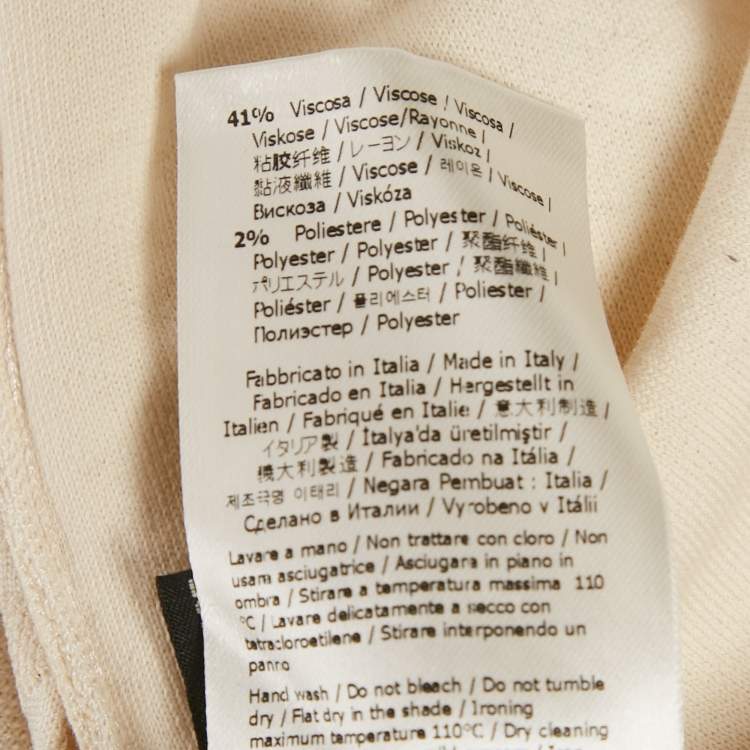 41% Viscosa / Viscose / Viscosa /
Viskose / Viscose/Rayonne /
粘胶纤维 / レーヨン / Viskoz /
黏液纖維 / Viscose / 레이온 / Viscose /
Вискоза / Viskóza
2% Poliestere / Polyester / Poliéster /
Polyester / Polyester / 聚酯纤维 /
パリエステル / Polyester / 聚酯纖維 /
Poliéster / 폴리에스터 / Poliester /
Полиэстер / Polyester
Fabbricato in Italia / Made in Italy /
Fabricado en Italia / Hergestellt in
Italien / Fabriqué en Italie / 意大利制造 /
イタリア製 / İtalya'da üretilmiştir /
義大利製造 / Fabricado na Itália /
제조국명 이태리 / Negara Pembuat : Italia /
Сделано в Италии / Vyrobeno v Itálii
Lavare a mano / Non trattare con cloro / Non
usare asciugatrice / Asciugare in piano in
ombra / Stirare a temperatura massima 110
°C / Lavare delicatamente a secco con
tetracloroetilene / Stirare interponendo un
panno
Hand wash / Do not bleach / Do not tumble
dry / Flat dry in the shade / Ironing
maximum temperature 110°C / Dry cleaning